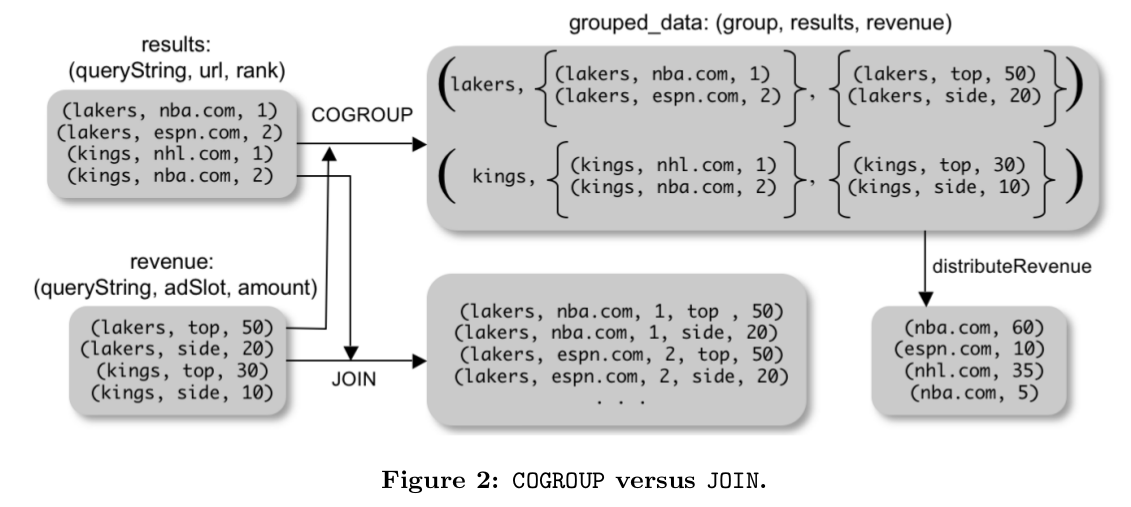 results:
(queryString, url, rank)
(lakers, nba.com, 1)
(lakers, espn.com, 2)
(kings, nhl.com, 1)
(kings, nba.com, 2)
COGROUP
grouped_data: (group, results, revenue)
(lakers, {(lakers, nba.com, 1)
(lakers, espn.com, 2)}, {(lakers, top, 50)
(lakers, side, 20)})
(kings, {(kings, nhl.com, 1)
(kings, nba.com, 2)}, {(kings, top, 30)
(kings, side, 10)})
revenue:
(queryString, adSlot, amount)
(lakers, top, 50)
(lakers, side, 20)
(kings, top, 30)
(kings, side, 10)
JOIN
(lakers, nba.com, 1, top , 50)
(lakers, nba.com, 1, side, 20)
(lakers, espn.com, 2, top, 50)
(lakers, espn.com, 2, side, 20)
. . .
distributeRevenue
(nba.com, 60)
(espn.com, 10)
(nhl.com, 35)
(nba.com, 5)
Figure 2: COGROUP versus JOIN.